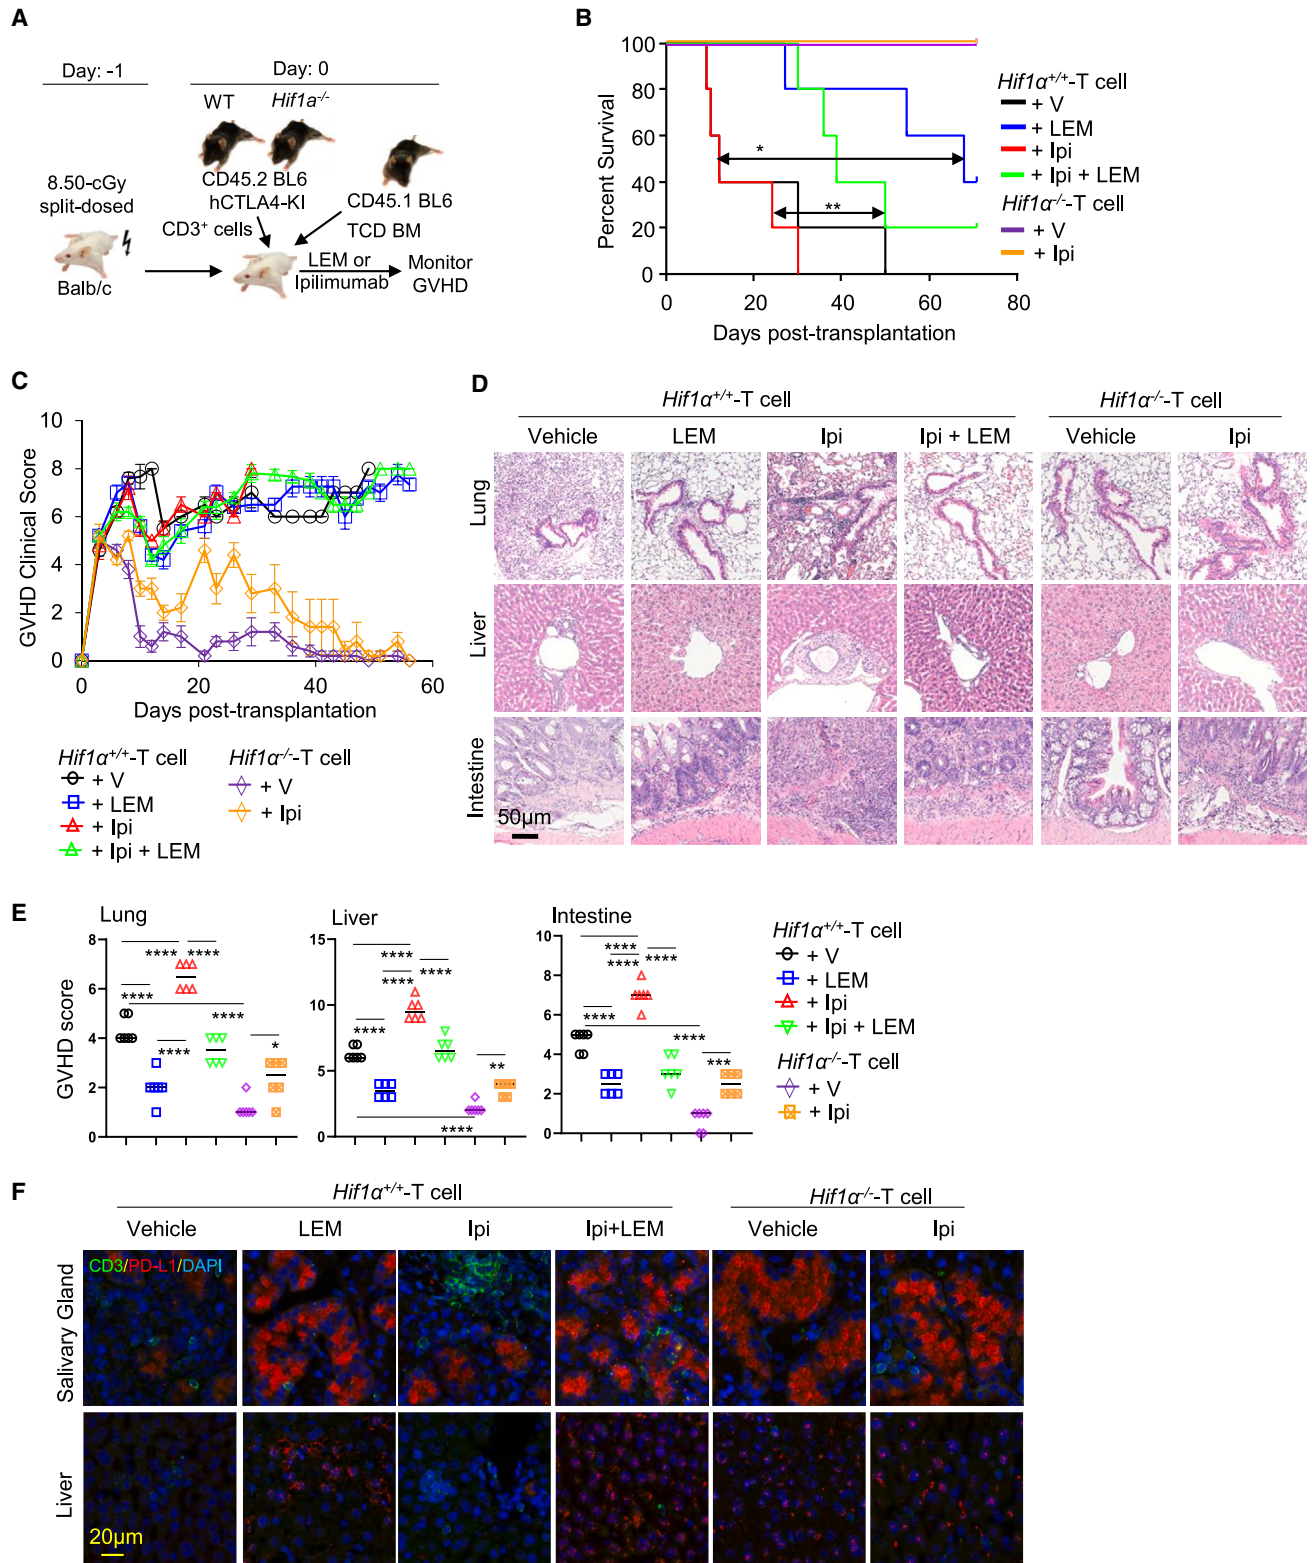 A
Day: -1
Day: 0
WT
Hif1a-/-
CD45.2 BL6
hCTLA4-KI
CD45.1 BL6
8.50-cGy
split-dosed
CD3+ cells
TCD BM
LEM or
Ipilimumab
Monitor
GVHD
Balb/c
B
Percent Survival
100
80
60
40
20
0
*
**
0 20 40 60 80
Days post-transplantation
Hif1α+/+-T cell
+ V
+ LEM
+ Ipi
+ Ipi + LEM
Hif1α-/--T cell
+ V
+ Ipi
C
GVHD Clinical Score
10
8
6
4
2
0
0 20 40 60
Days post-transplantation
Hif1α+/+-T cell
+ V
+ LEM
+ Ipi
+ Ipi + LEM
Hif1α-/--T cell
+ V
+ Ipi
D
Hif1α+/+-T cell
Hif1α-/--T cell
Vehicle LEM Ipi Ipi + LEM Vehicle Ipi
Lung
Liver
Intestine
50μm
E
GVHD score
Lung
8
6
4
2
0
****
****
****
****
****
*
Liver
15
10
5
0
****
****
****
****
**
****
Intestine
10
8
6
4
2
0
****
****
****
****
****
***
Hif1α+/+-T cell
+ V
+ LEM
+ Ipi
+ Ipi + LEM
Hif1α-/--T cell
+ V
+ Ipi
F
Hif1α+/+-T cell
Hif1α-/--T cell
Vehicle LEM Ipi Ipi+LEM Vehicle Ipi
CD3/PD-L1/DAPI
Salivary Gland
Liver
20μm